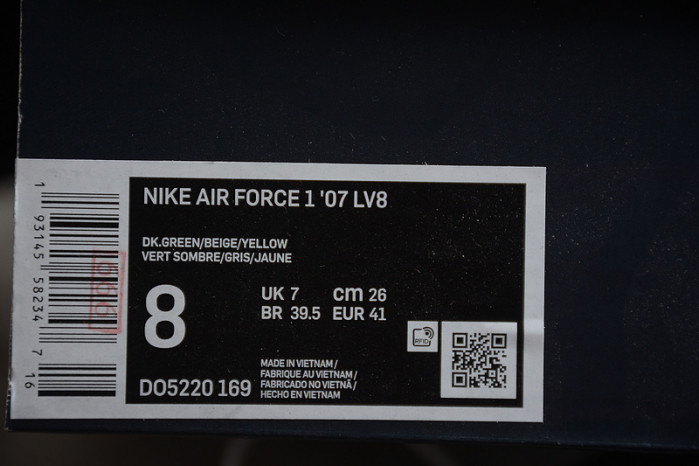 NIKE AIR FORCE 1 '07 LV8
DK.GREEN/BEIGE/YELLOW
VERT SOMBRE/GRIS/JAUNE
8
UK 7 cm 26
BR 39.5 EUR 41
RFID
MADE IN VIETNAM /
FABRIQUE AU VIETNAM /
FABRICADO NO VIETNÃ /
HECHO EN VIETNAM
DO5220 169
1 93145 58234 7 16